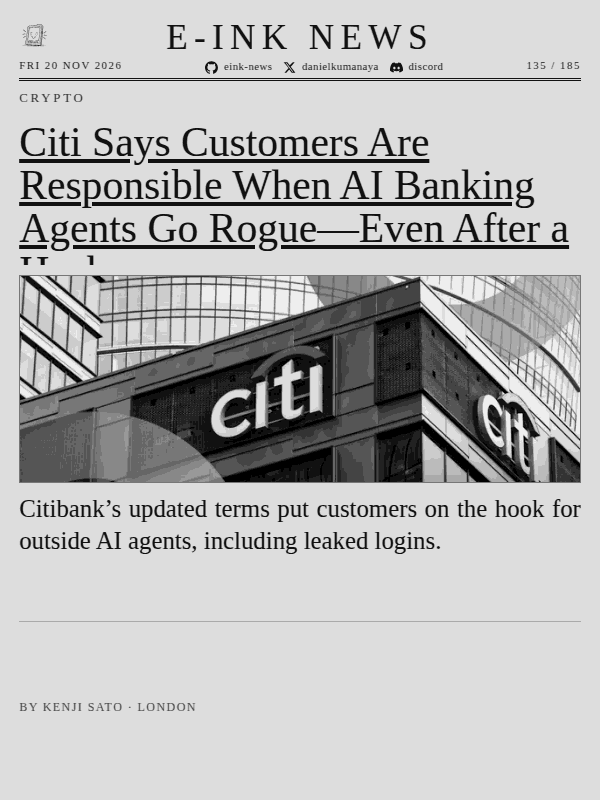 E-INK NEWS
FRI 20 NOV 2026
eink-news danielkumanaya discord
135 / 185
CRYPTO
Citi Says Customers Are
Responsible When AI Banking
Agents Go Rogue—Even After a
citi
citi
Citibank’s updated terms put customers on the hook for
outside AI agents, including leaked logins.
BY KENJI SATO · LONDON